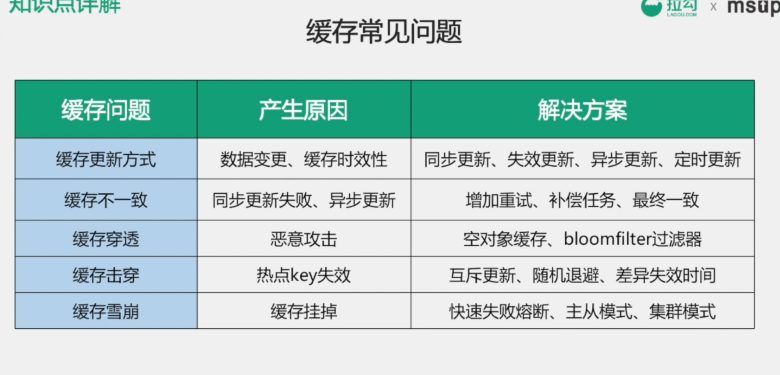 知识点详解
拉勾 x msup
LAGOU.COM
缓存常见问题
缓存问题 产生原因 解决方案
缓存更新方式 数据变更、缓存时效性 同步更新、失效更新、异步更新、定时更新
缓存不一致 同步更新失败、异步更新 增加重试、补偿任务、最终一致
缓存穿透 恶意攻击 空对象缓存、bloomfilter过滤器
缓存击穿 热点key失效 互斥更新、随机退避、差异失效时间
缓存雪崩 缓存挂掉 快速失败熔断、主从模式、集群模式